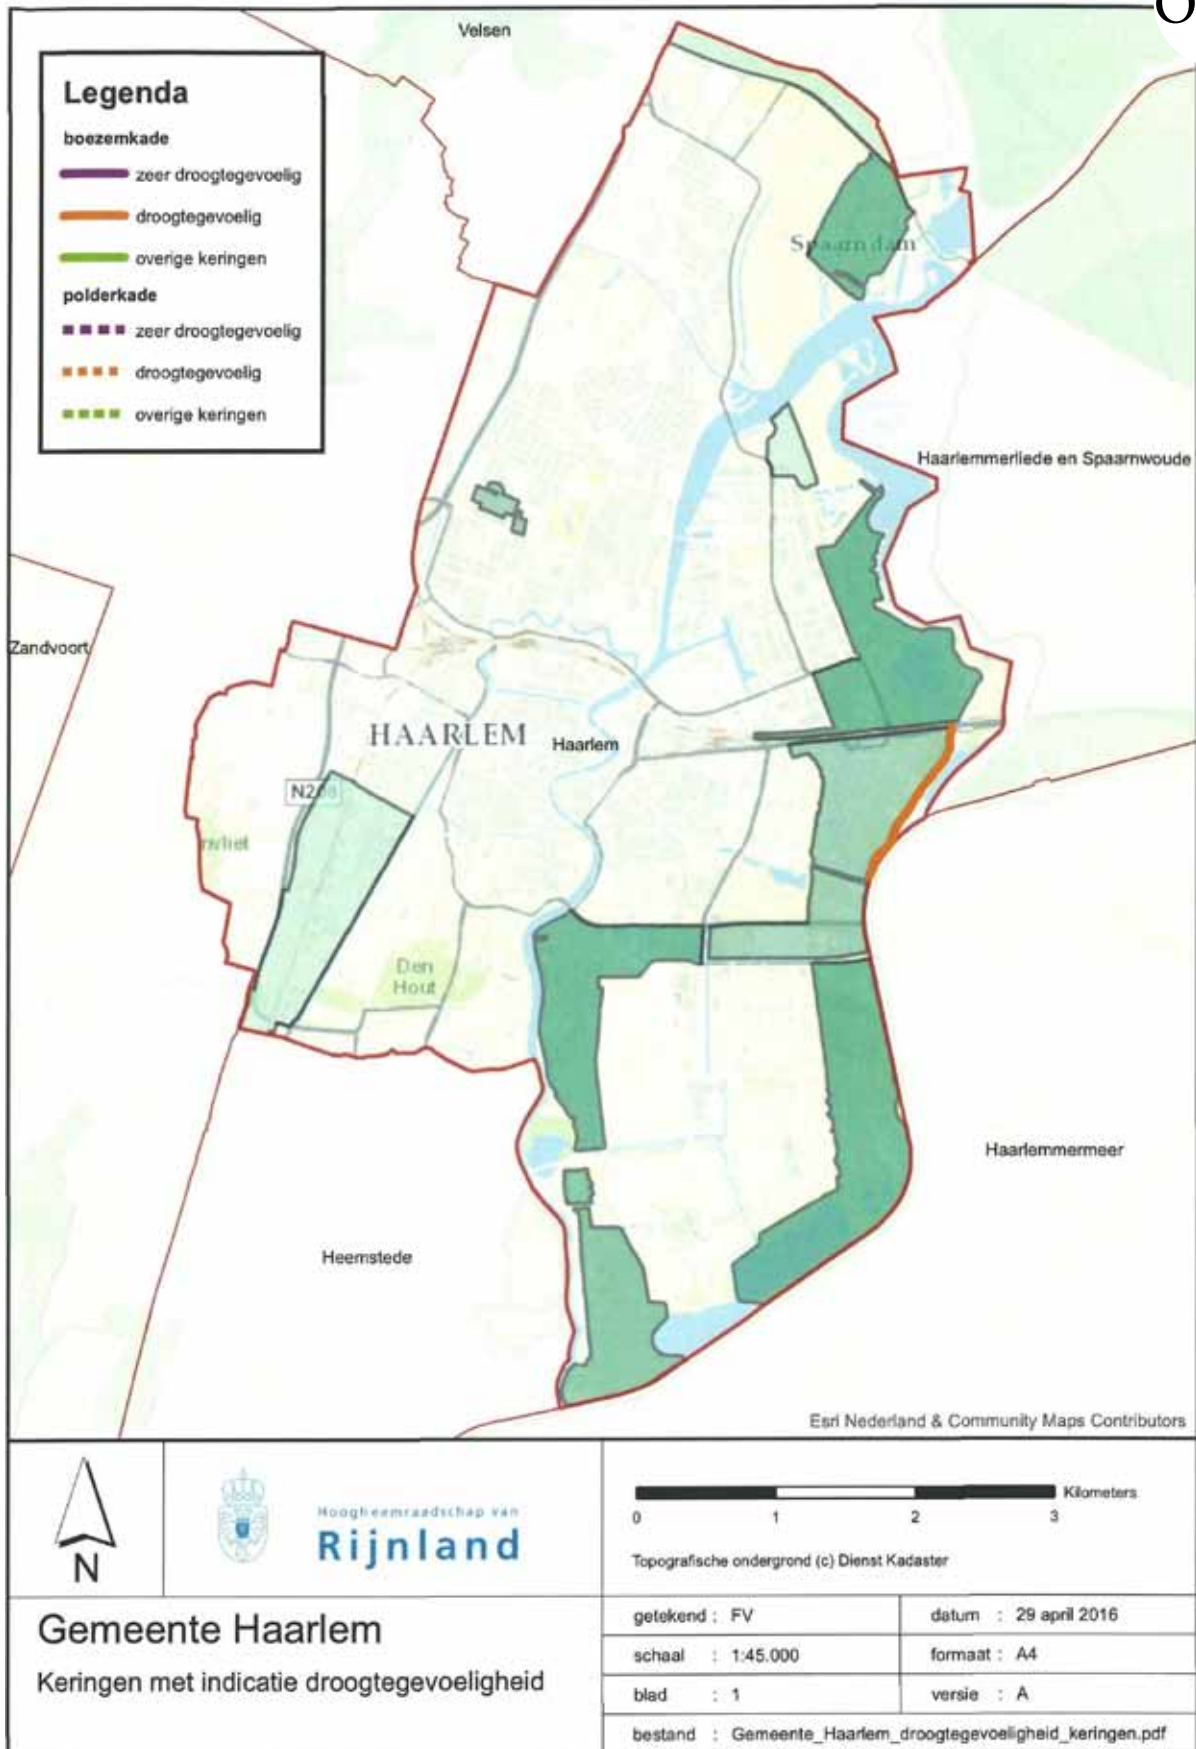 O
Velsen
Legenda
boezemkade
zeer droogtegevoelig
droogtegevoelig
overige keringen
polderkade
zeer droogtegevoelig
droogtegevoelig
overige keringen
Spaarndam
Haarlemmerliede en Spaarnwoude
Zandvoort
HAARLEM
Haarlem
N208
nvliet
Den
Hout
Haarlemmermeer
Heemstede
Esri Nederland & Community Maps Contributors
N
Hoogheemraadschap van
Rijnland
Kilometers
0 1 2 3
Topografische ondergrond (c) Dienst Kadaster
Gemeente Haarlem
Keringen met indicatie droogtegevoeligheid
getekend : FV
datum : 29 april 2016
schaal : 1:45.000
formaat : A4
blad : 1
versie : A
bestand : Gemeente_Haarlem_droogtegevoeligheid_keringen.pdf